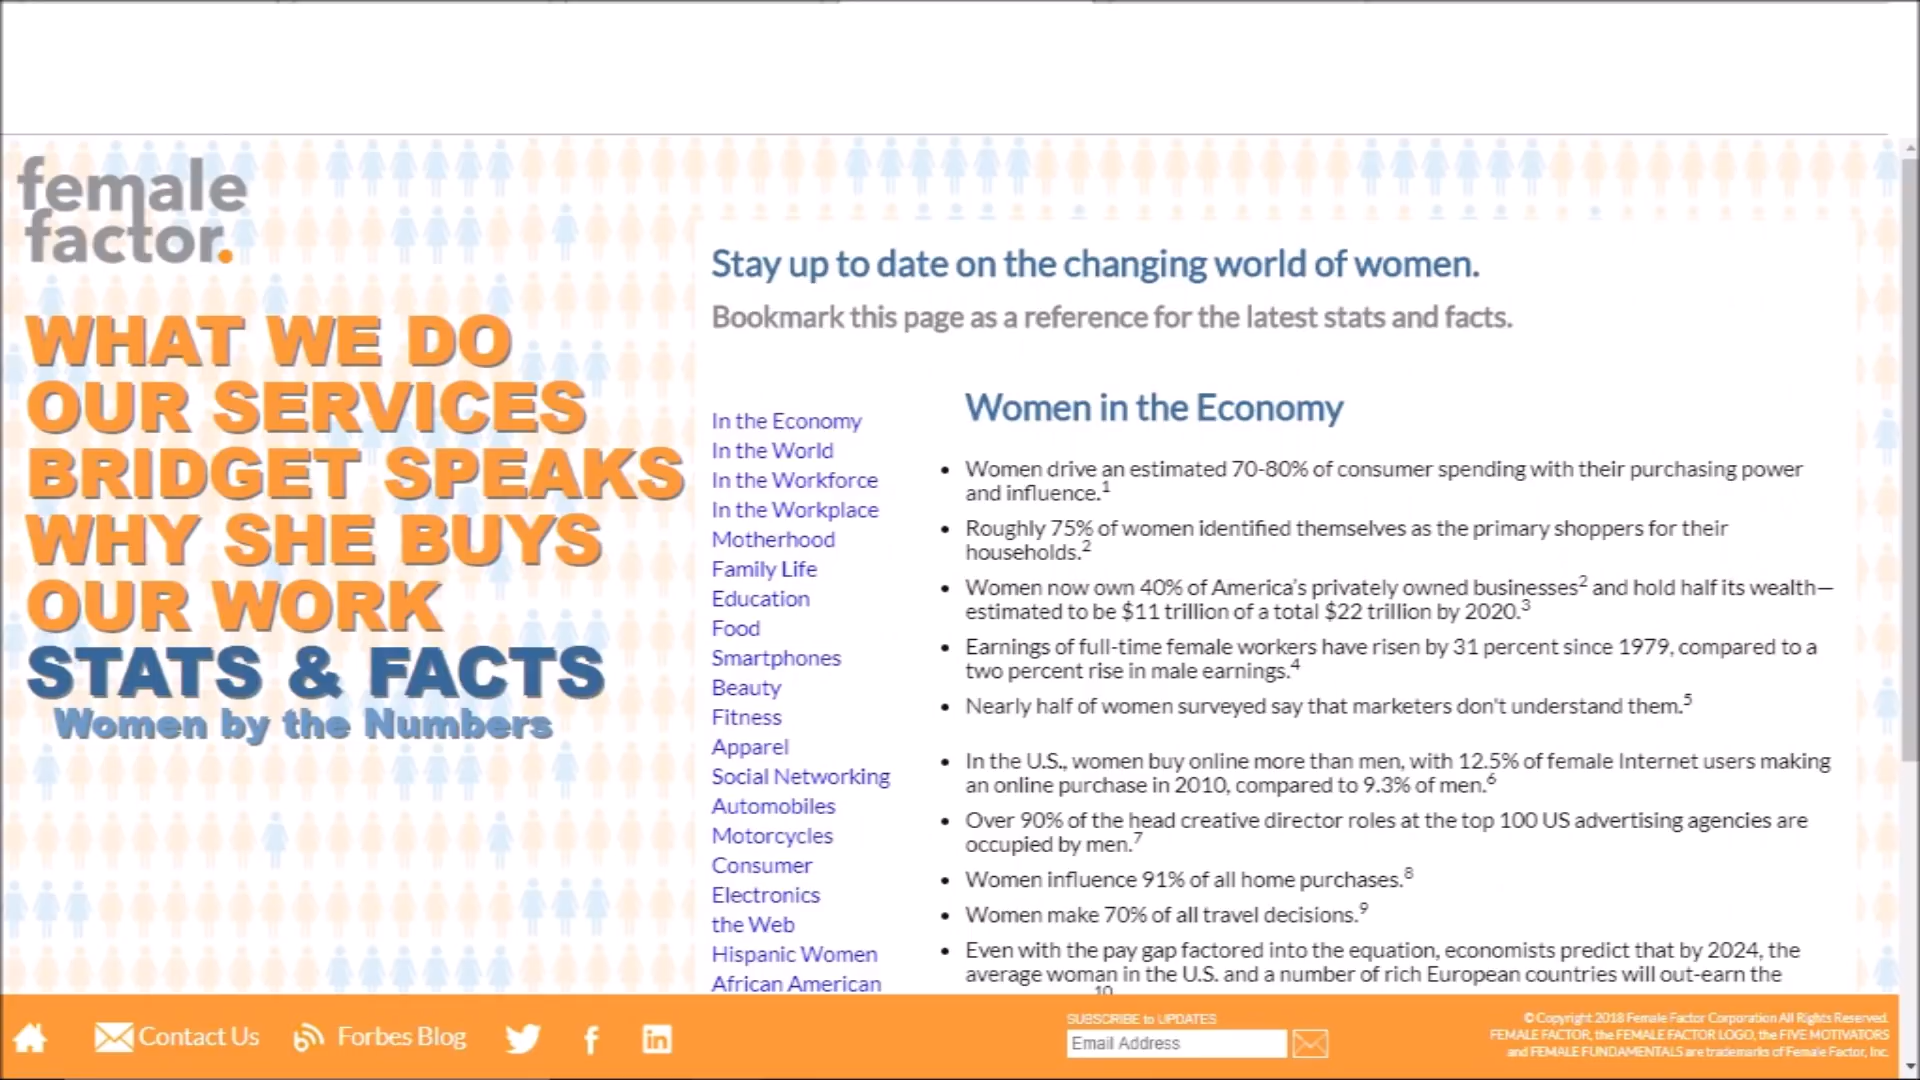 female
factor.
WHAT WE DO
OUR SERVICES
BRIDGET SPEAKS
WHY SHE BUYS
OUR WORK
STATS & FACTS
Women by the Numbers
Stay up to date on the changing world of women.
Bookmark this page as a reference for the latest stats and facts.
In the Economy
In the World
In the Workforce
In the Workplace
Motherhood
Family Life
Education
Food
Smartphones
Beauty
Fitness
Apparel
Social Networking
Automobiles
Motorcycles
Consumer
Electronics
the Web
Hispanic Women
African American
Women in the Economy
• Women drive an estimated 70-80% of consumer spending with their purchasing power
and influence.1
• Roughly 75% of women identified themselves as the primary shoppers for their
households.2
• Women now own 40% of America’s privately owned businesses2 and hold half its wealth—
estimated to be $11 trillion of a total $22 trillion by 2020.3
• Earnings of full-time female workers have risen by 31 percent since 1979, compared to a
two percent rise in male earnings.4
• Nearly half of women surveyed say that marketers don't understand them.5
• In the U.S., women buy online more than men, with 12.5% of female Internet users making
an online purchase in 2010, compared to 9.3% of men.6
• Over 90% of the head creative director roles at the top 100 US advertising agencies are
occupied by men.7
• Women influence 91% of all home purchases.8
• Women make 70% of all travel decisions.9
• Even with the pay gap factored into the equation, economists predict that by 2024, the
average woman in the U.S. and a number of rich European countries will out-earn the
10
Contact Us
Forbes Blog
SUBSCRIBE to UPDATES
Email Address
© Copyright 2018 Female Factor Corporation All Rights Reserved.
FEMALE FACTOR, the FEMALE FACTOR LOGO, the FIVE MOTIVATORS
and FEMALE FUNDAMENTALS are trademarks of Female Factor, Inc.